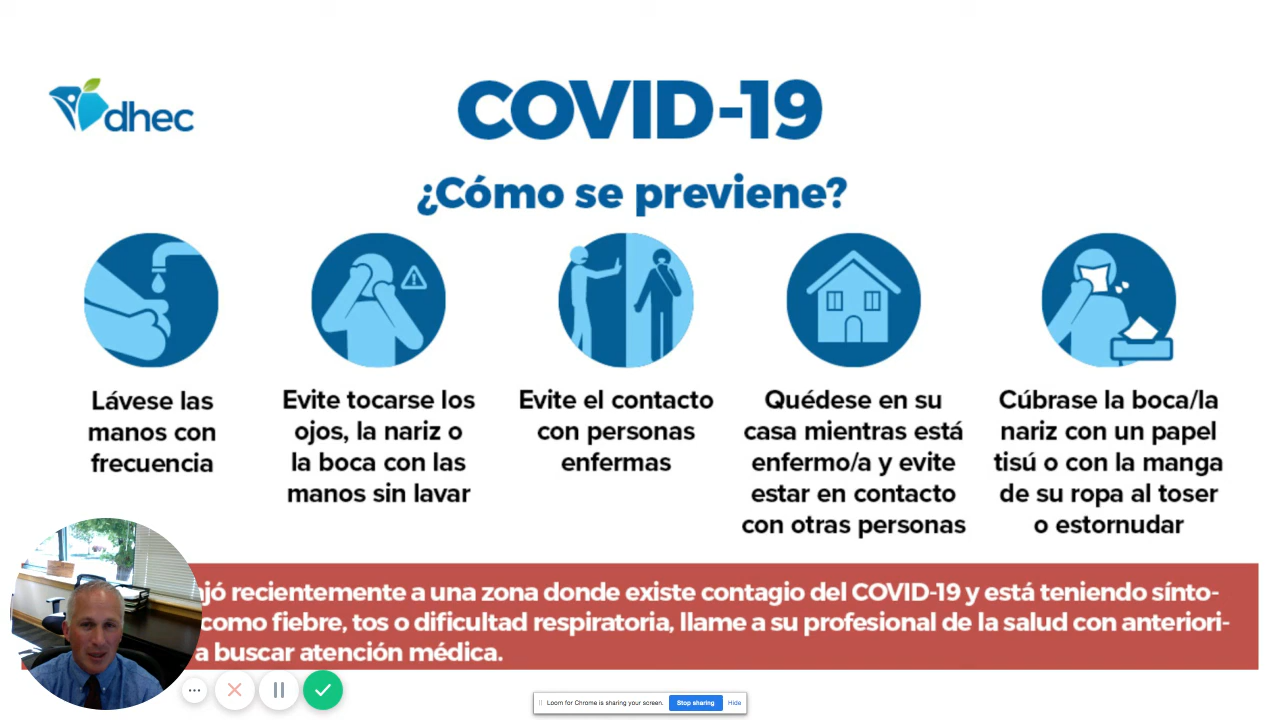 dhec
COVID-19
¿Cómo se previene?
Lávese las
manos con
frecuencia
Evite tocarse los
ojos, la nariz o
la boca con las
manos sin lavar
Evite el contacto
con personas
enfermas
Quédese en su
casa mientras está
enfermo/a y evite
estar en contacto
con otras personas
Cúbrase la boca/la
nariz con un papel
tisú o con la manga
de su ropa al toser
o estornudar
recientemente a una zona donde existe contagio del COVID-19 y está teniendo sínto-
como fiebre, tos o dificultad respiratoria, llame a su profesional de la salud con anteriori-
a buscar atención médica.
Loom for Chrome is sharing your screen.
Stop sharing
Hide